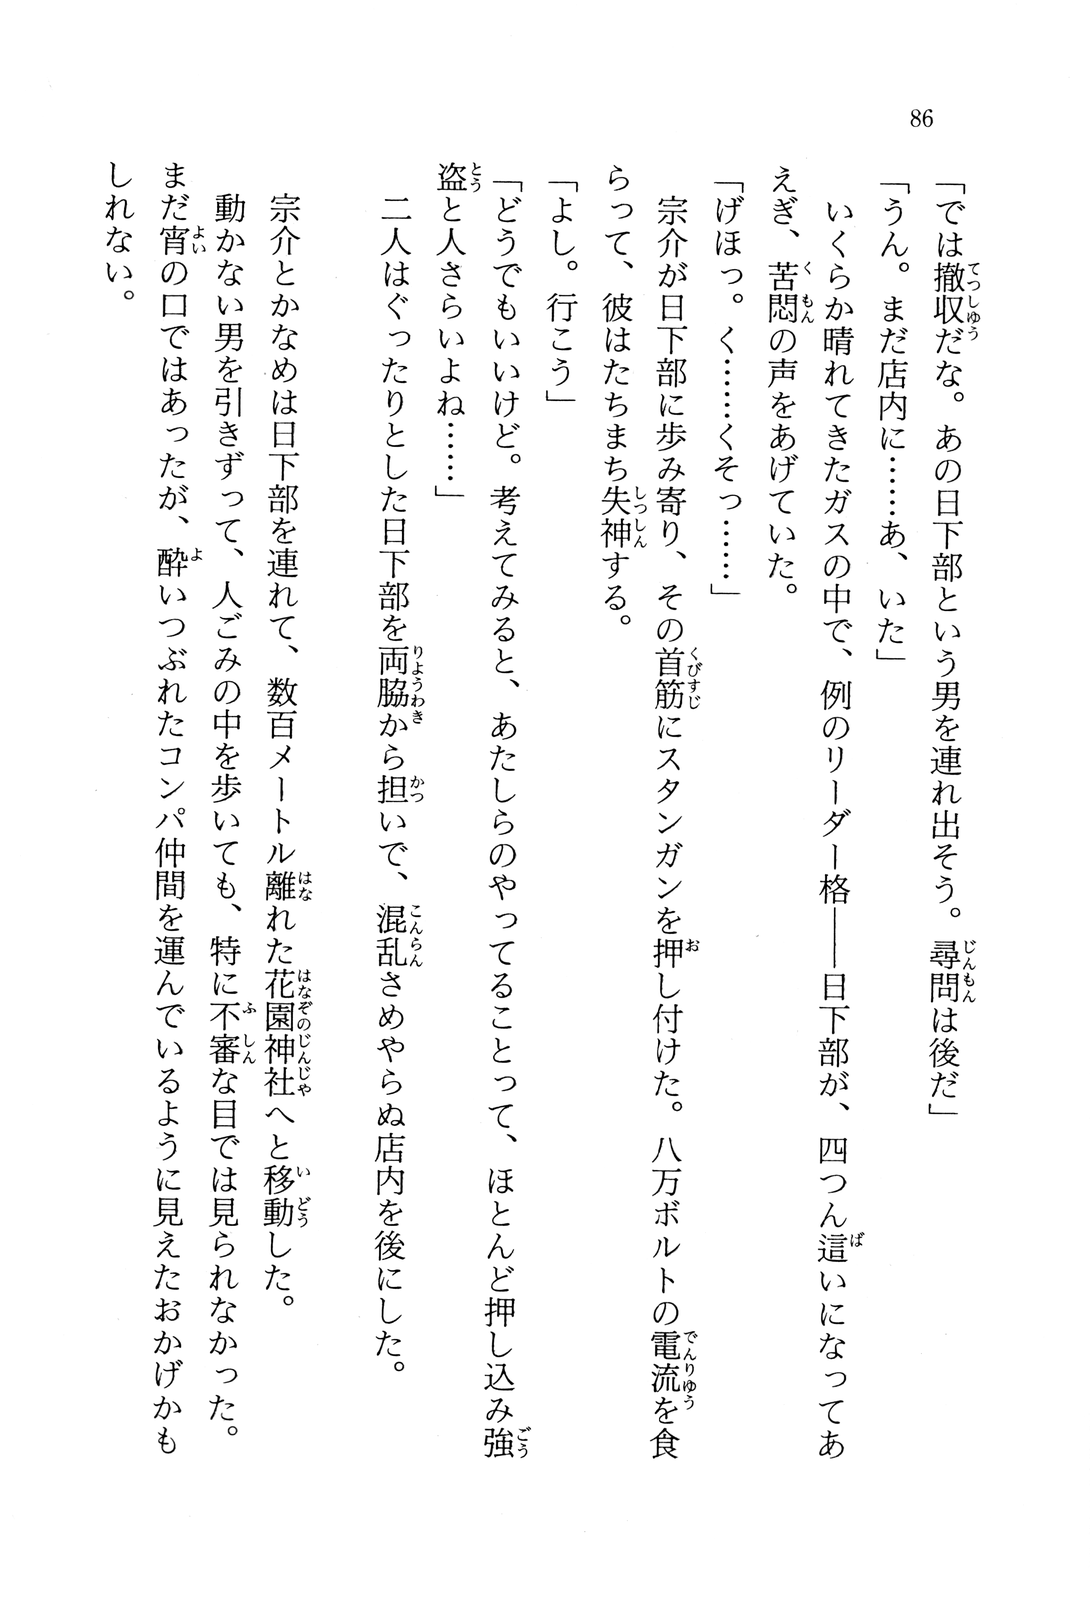 86
「では撤収だな。あの日下部という男を連れ出そう。尋問は後だ」
「うん。まだ店内に……あ、いた」
いくらか晴れてきたガスの中で、例のリーダー格――日下部が、四つん這いになってあ
えぎ、苦悶の声をあげていた。
「げほっ。く……くそっ……」
宗介が日下部に歩み寄り、その首筋にスタンガンを押し付けた。八万ボルトの電流を食
らって、彼はたちまち失神する。
「よし。行こう」
「どうでもいいけど。考えてみると、あたしらのやってることって、ほとんど押し込み強
盗と人さらいよね……」
二人はぐったりとした日下部を両脇から担いで、混乱さめやらぬ店内を後にした。
宗介とかなめは日下部を連れて、数百メートル離れた花園神社へと移動した。
動かない男を引きずって、人ごみの中を歩いても、特に不審な目では見られなかった。
まだ宵の口ではあったが、酔いつぶれたコンパ仲間を運んでいるように見えたおかげかも
しれない。